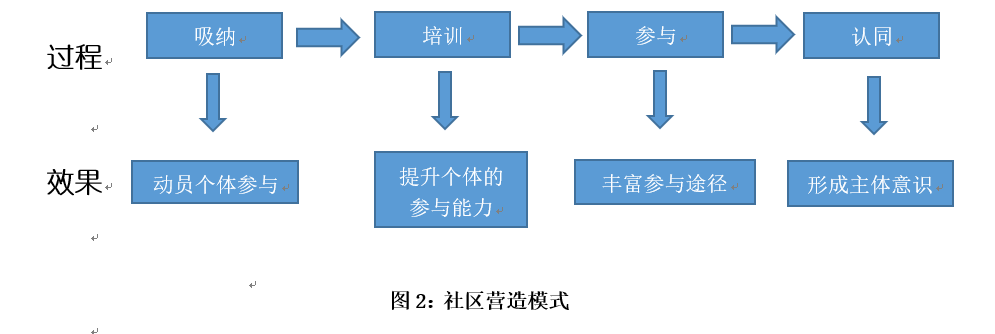 过程
吸纳
培训
参与
认同
效果
动员个体参与
提升个体的
参与能力
丰富参与途径
形成主体意识
图 2：社区营造模式